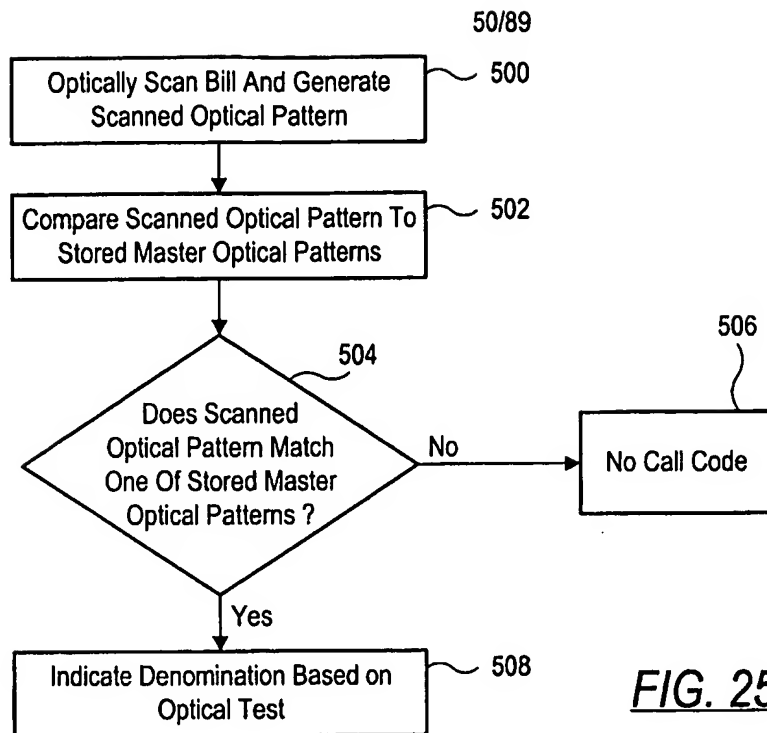 50/89
Optically Scan Bill And Generate
Scanned Optical Pattern
500
Compare Scanned Optical Pattern To
Stored Master Optical Patterns
502
504
Does Scanned
Optical Pattern Match
One Of Stored Master
Optical Patterns ?
No
506
No Call Code
Yes
Indicate Denomination Based on
Optical Test
508
FIG. 25